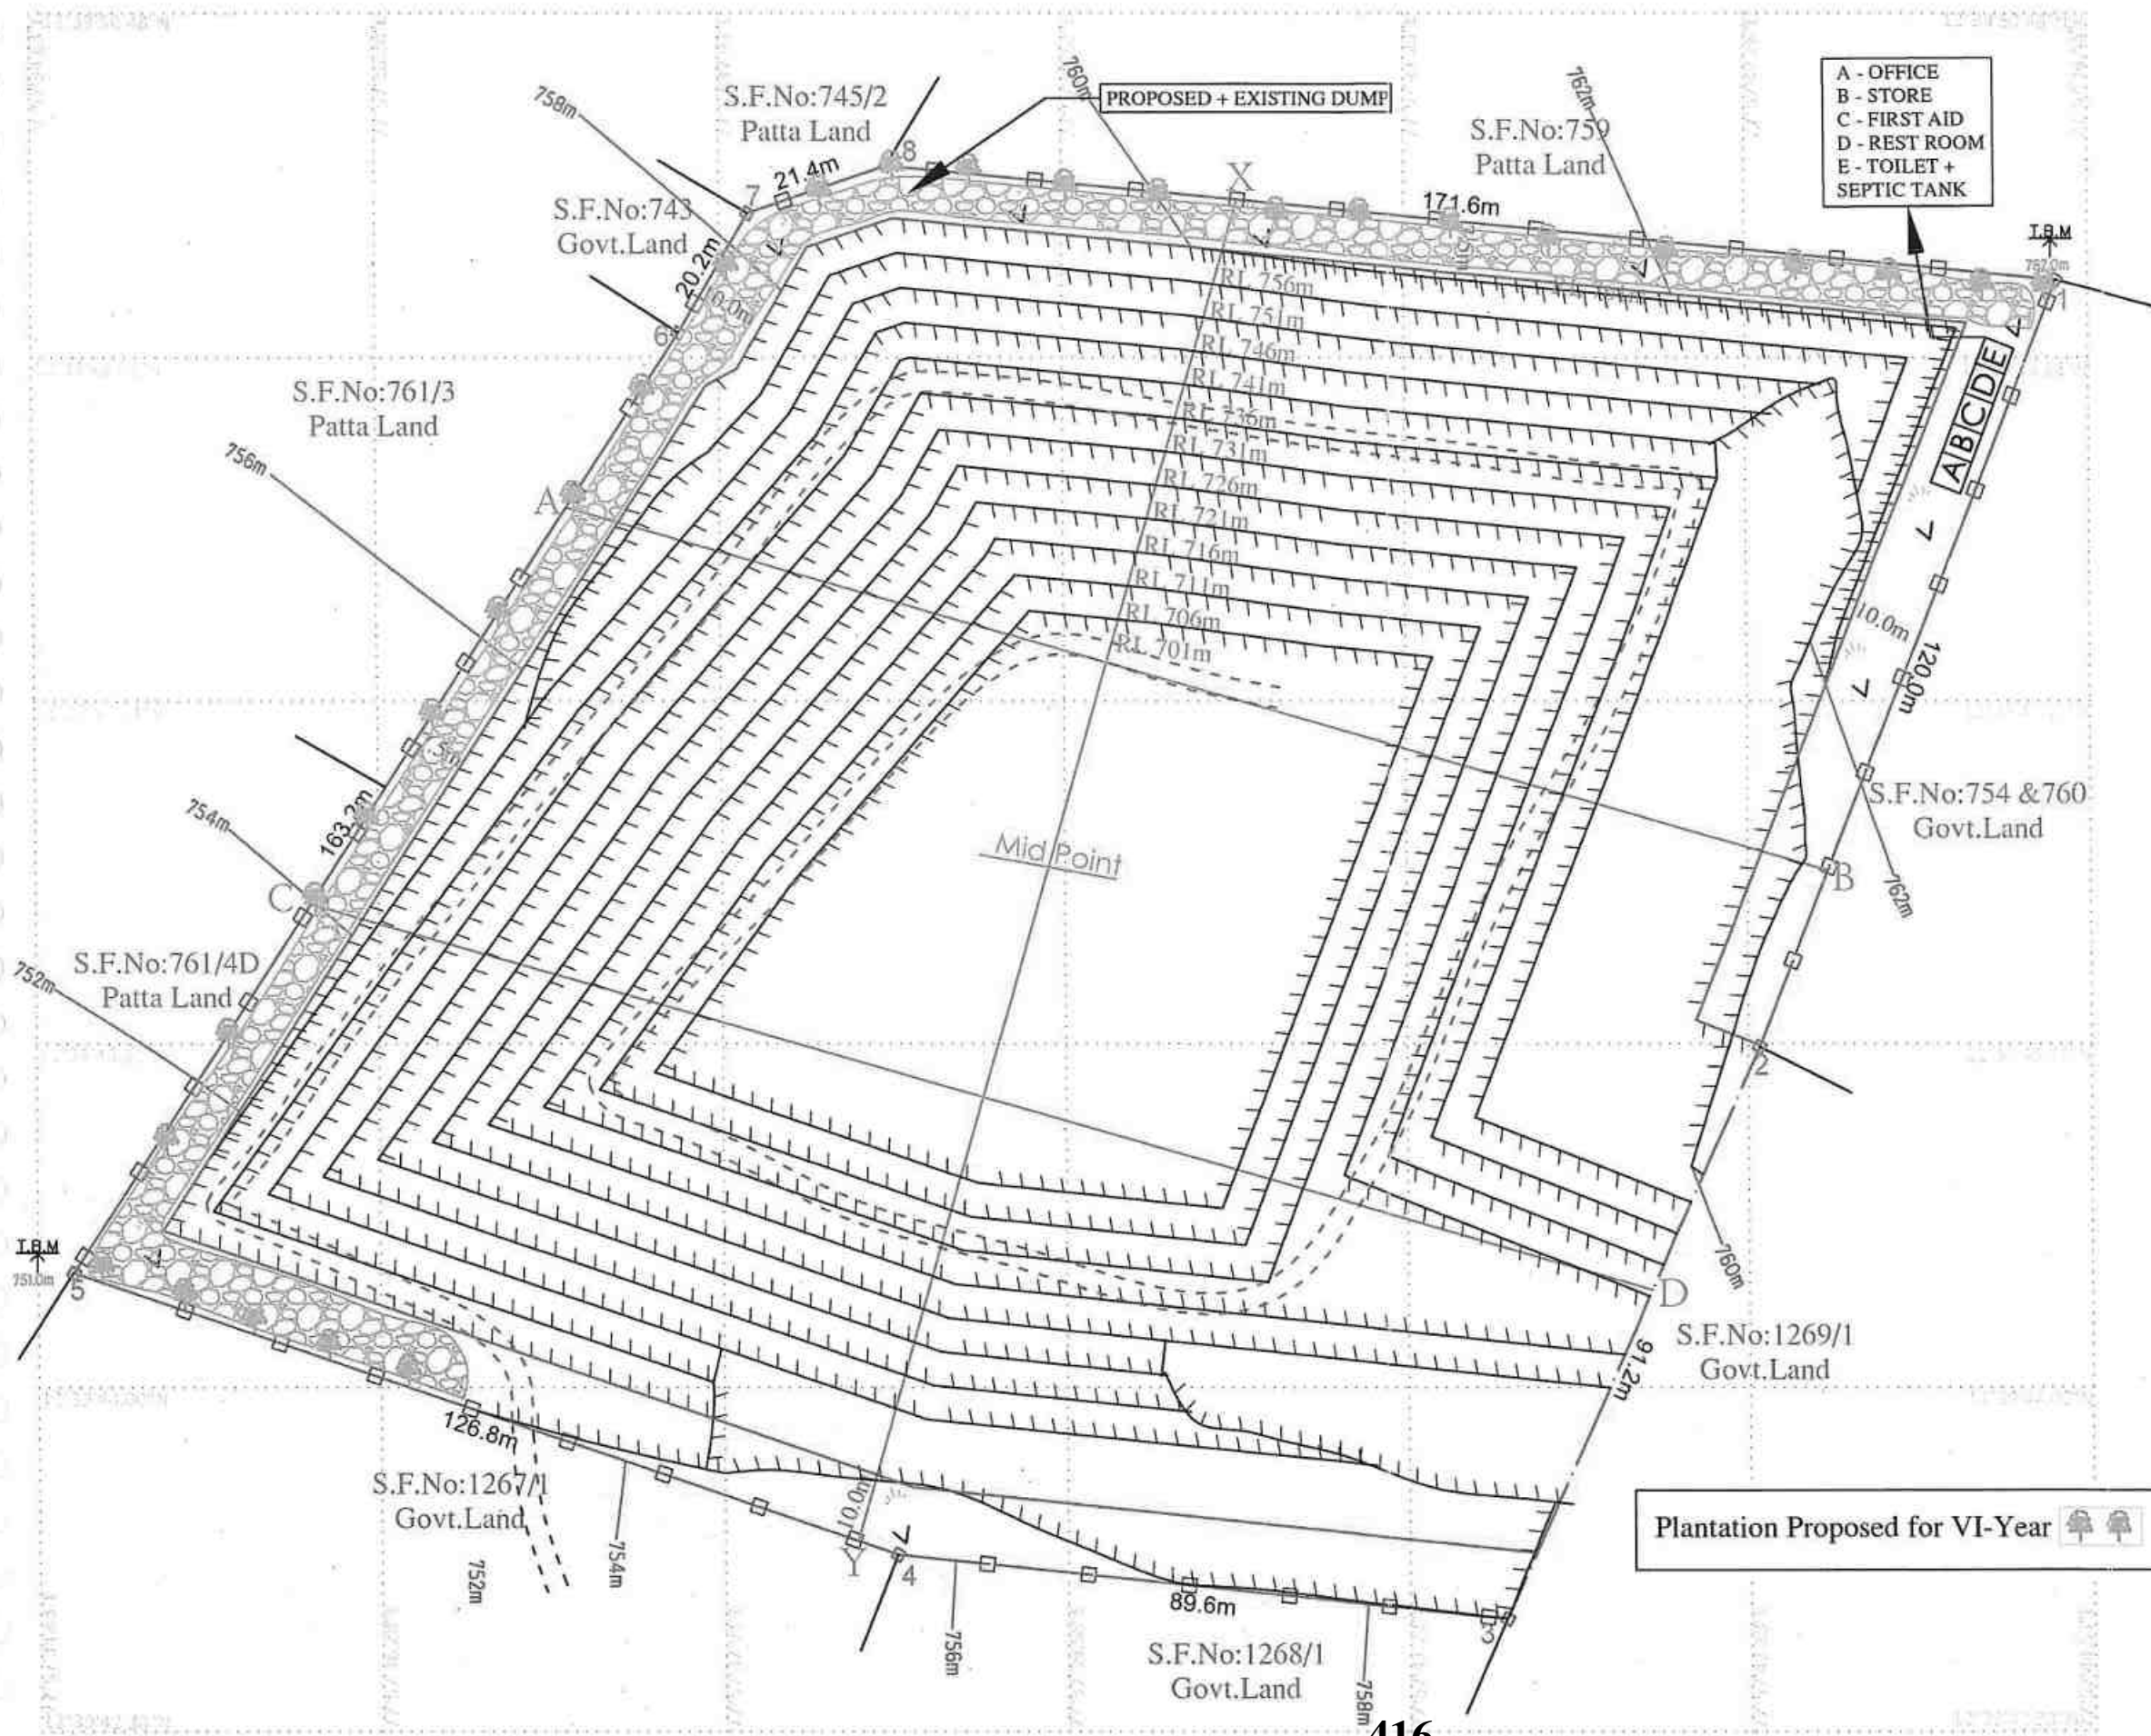 S.F.No:745/2
Patta Land
758m
760m
PROPOSED + EXISTING DUMP
762m
S.F.No:759
Patta Land
A - OFFICE
B - STORE
C - FIRST AID
D - REST ROOM
E - TOILET +
SEPTIC TANK
8
21.4m
7
X
171.6m
T.B.M
757.0m
1
S.F.No:743
Govt.Land
20.2m
6
RL 756m
RL 751m
RL 746m
RL 741m
RL 736m
RL 731m
RL 726m
RL 721m
RL 716m
RL 711m
RL 706m
RL 701m
A B C D E
S.F.No:761/3
Patta Land
756m
A
10.0m
120.0m
754m
163.2m
Mid Point
S.F.No:754 &760
Govt.Land
B
762m
C
S.F.No:761/4D
Patta Land
752m
2
T.B.M
751.0m
5
760m
D
S.F.No:1269/1
Govt.Land
91.2m
126.8m
S.F.No:1267/1
Govt.Land
752m
754m
10.0m
Y
4
756m
89.6m
3
S.F.No:1268/1
Govt.Land
758m
Plantation Proposed for VI-Year
416